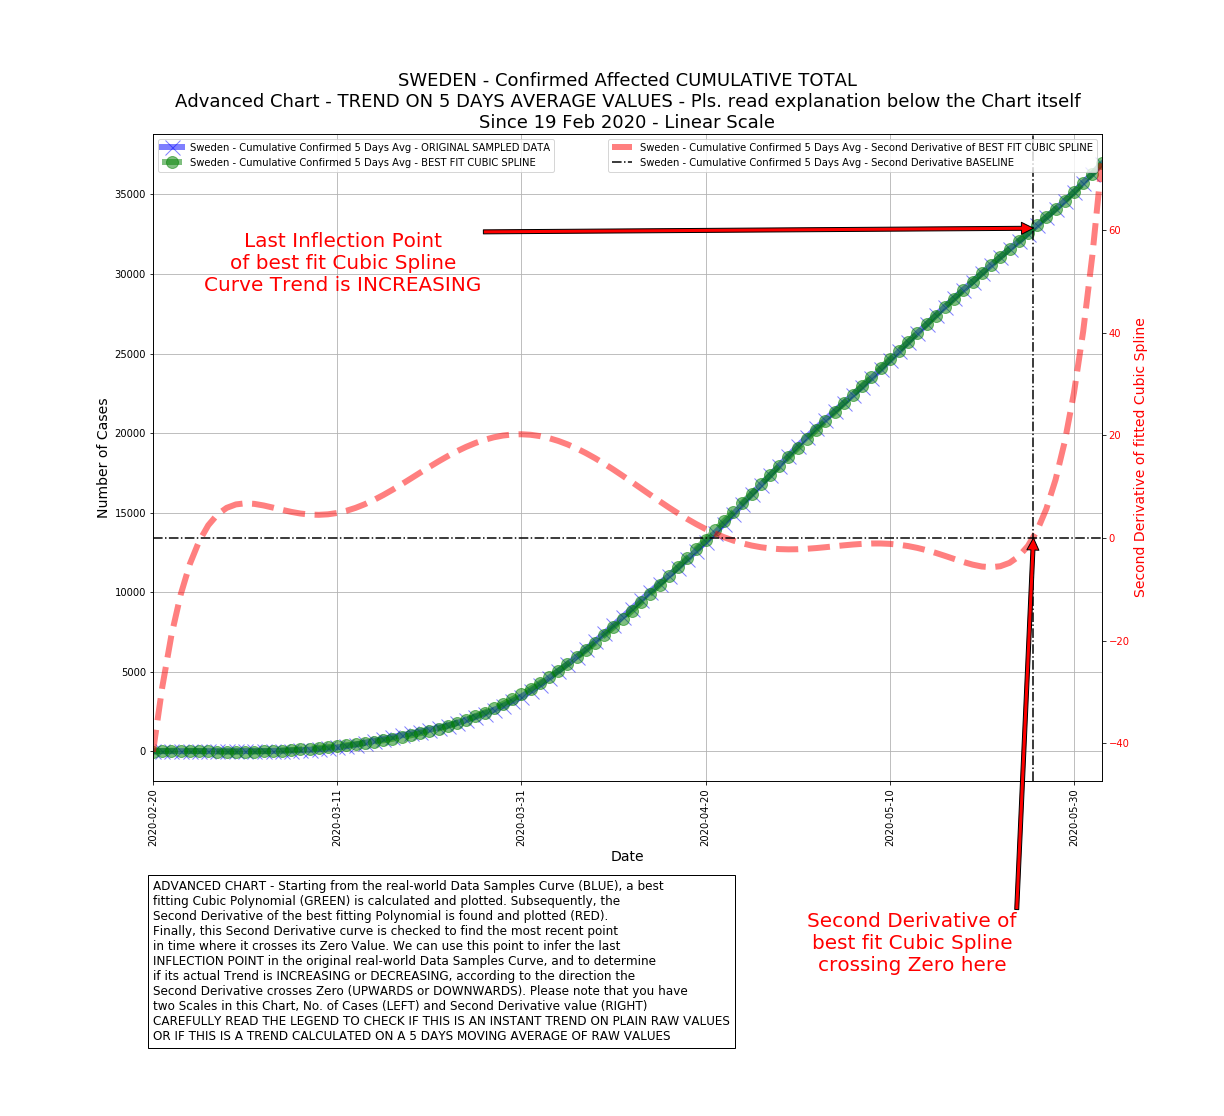 SWEDEN - Confirmed Affected CUMULATIVE TOTAL
Advanced Chart - TREND ON 5 DAYS AVERAGE VALUES - Pls. read explanation below the Chart itself
Since 19 Feb 2020 - Linear Scale
Sweden - Cumulative Confirmed 5 Days Avg - ORIGINAL SAMPLED DATA
Sweden - Cumulative Confirmed 5 Days Avg - BEST FIT CUBIC SPLINE
Sweden - Cumulative Confirmed 5 Days Avg - Second Derivative of BEST FIT CUBIC SPLINE
Sweden - Cumulative Confirmed 5 Days Avg - Second Derivative BASELINE
Last Inflection Point
of best fit Cubic Spline
Curve Trend is INCREASING
Number of Cases
35000
30000
25000
20000
15000
10000
5000
0
60
40
20
0
−20
−40
Second Derivative of fitted Cubic Spline
2020-02-20
2020-03-11
2020-03-31
2020-04-20
2020-05-10
2020-05-30
Date
ADVANCED CHART - Starting from the real-world Data Samples Curve (BLUE), a best
fitting Cubic Polynomial (GREEN) is calculated and plotted. Subsequently, the
Second Derivative of the best fitting Polynomial is found and plotted (RED).
Finally, this Second Derivative curve is checked to find the most recent point
in time where it crosses its Zero Value. We can use this point to infer the last
INFLECTION POINT in the original real-world Data Samples Curve, and to determine
if its actual Trend is INCREASING or DECREASING, according to the direction the
Second Derivative crosses Zero (UPWARDS or DOWNWARDS). Please note that you have
two Scales in this Chart, No. of Cases (LEFT) and Second Derivative value (RIGHT)
CAREFULLY READ THE LEGEND TO CHECK IF THIS IS AN INSTANT TREND ON PLAIN RAW VALUES
OR IF THIS IS A TREND CALCULATED ON A 5 DAYS MOVING AVERAGE OF RAW VALUES
Second Derivative of
best fit Cubic Spline
crossing Zero here